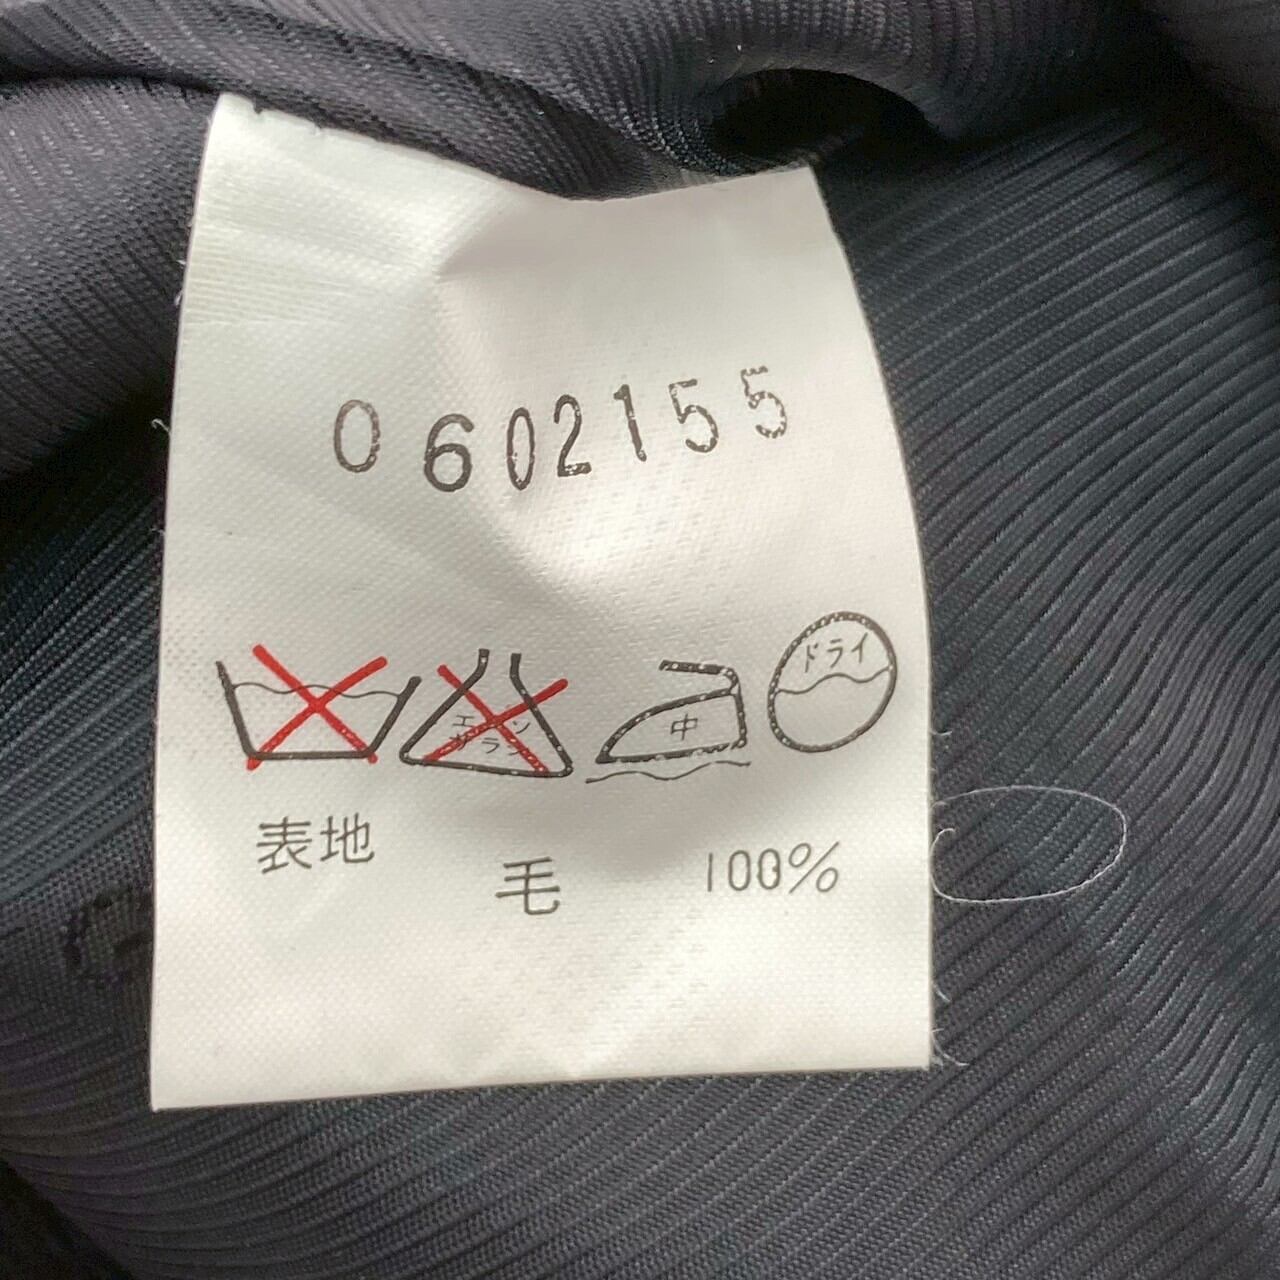 0602155
エンソ
サラシ
中
ドライ
表地
毛 100%